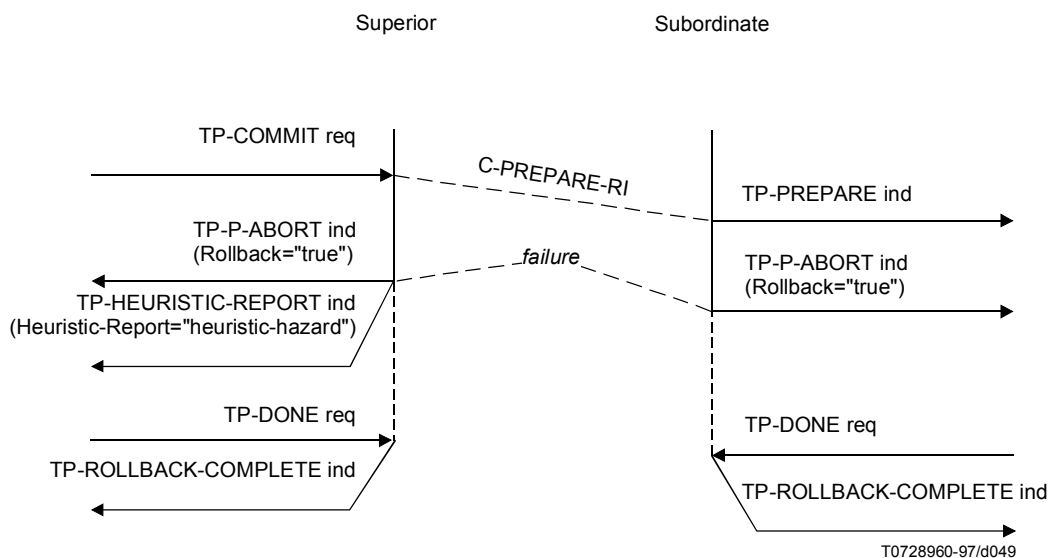 Superior
Subordinate
TP-COMMIT req
C-PREPARE-RI
TP-PREPARE ind
TP-P-ABORT ind
(Rollback="true")
failure
TP-P-ABORT ind
(Rollback="true")
TP-HEURISTIC-REPORT ind
(Heuristic-Report="heuristic-hazard")
TP-DONE req
TP-DONE req
TP-ROLLBACK-COMPLETE ind
TP-ROLLBACK-COMPLETE ind
T0728960-97/d049